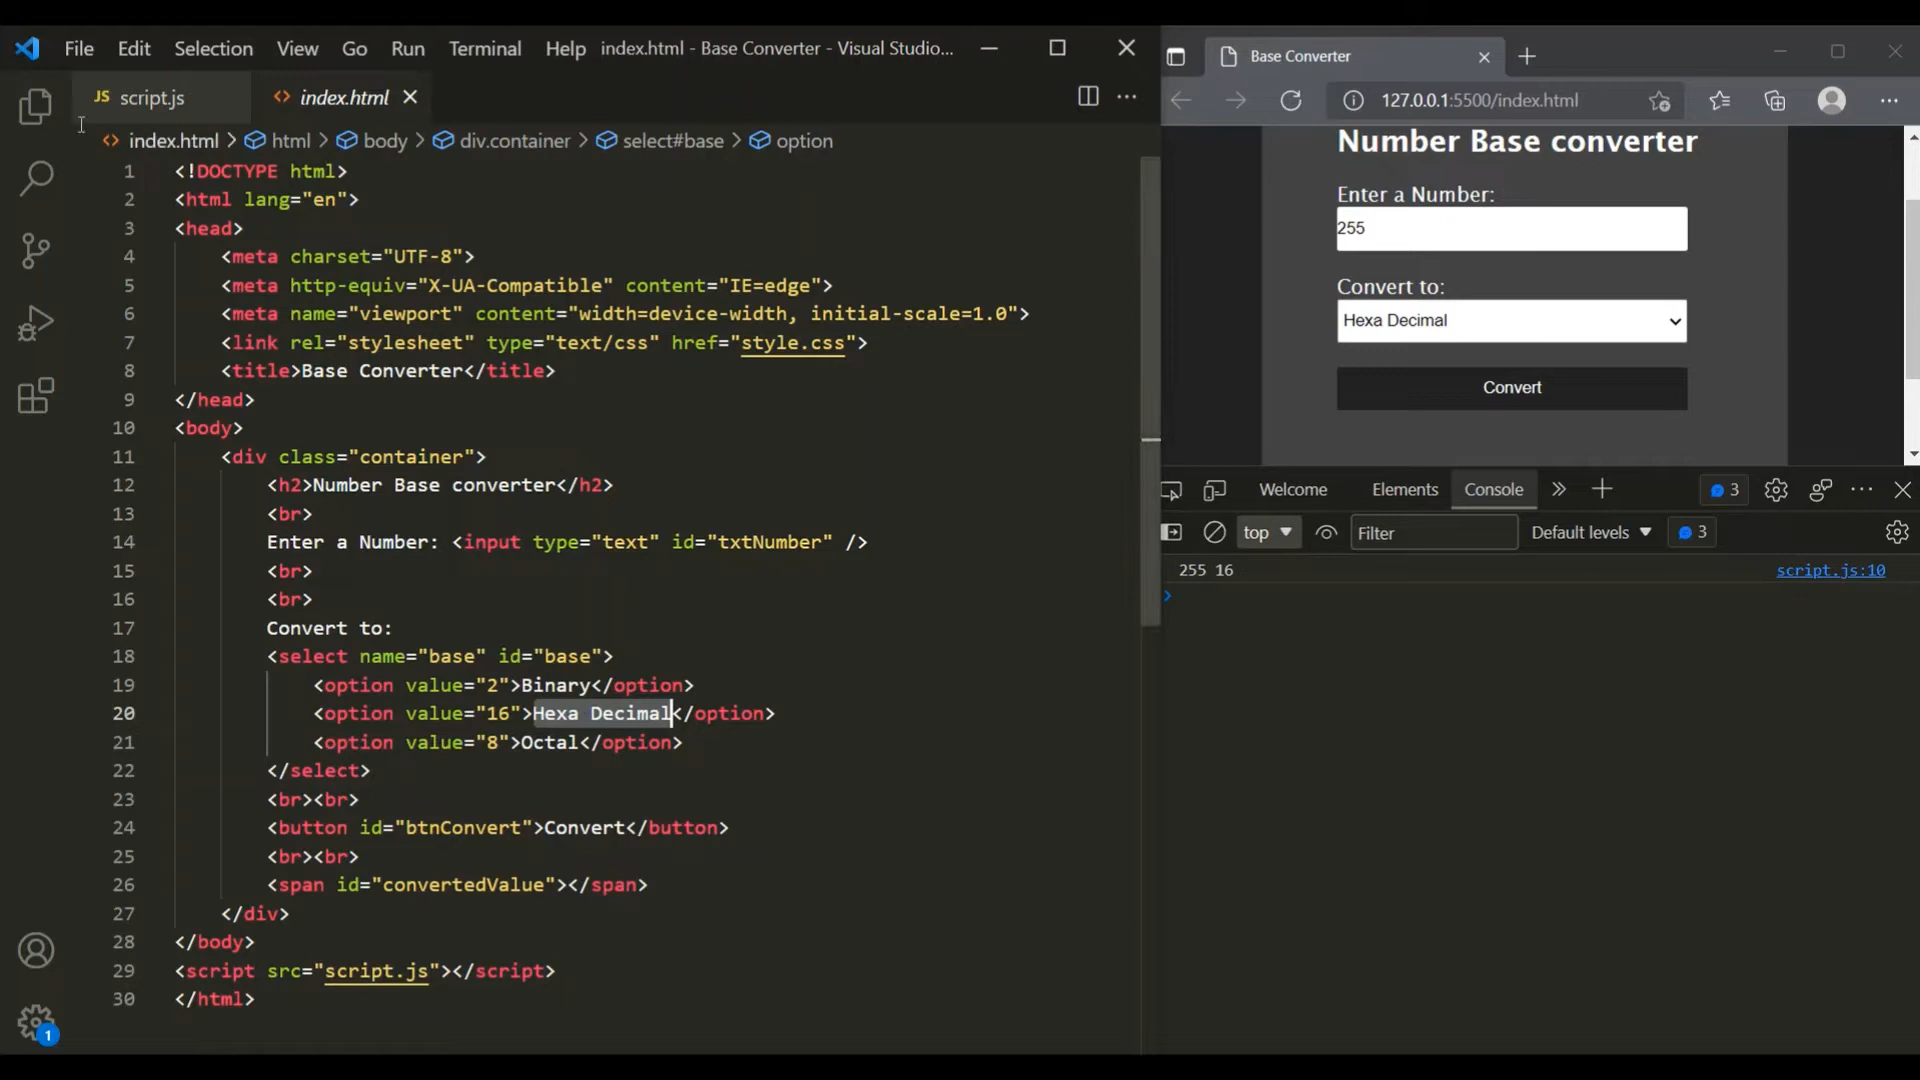 File Edit Selection View Go Run Terminal Help index.html - Base Converter - Visual Studio...
JS script.js <> index.html
<> index.html > html > body > div.container > select#base > option
1 <!DOCTYPE html>
2 <html lang="en">
3 <head>
4 <meta charset="UTF-8">
5 <meta http-equiv="X-UA-Compatible" content="IE=edge">
6 <meta name="viewport" content="width=device-width, initial-scale=1.0">
7 <link rel="stylesheet" type="text/css" href="style.css">
8 <title>Base Converter</title>
9 </head>
10 <body>
11 <div class="container">
12 <h2>Number Base converter</h2>
13 <br>
14 Enter a Number: <input type="text" id="txtNumber" />
15 <br>
16 <br>
17 Convert to:
18 <select name="base" id="base">
19 <option value="2">Binary</option>
20 <option value="16">Hexa Decimal</option>
21 <option value="8">Octal</option>
22 </select>
23 <br><br>
24 <button id="btnConvert">Convert</button>
25 <br><br>
26 <span id="convertedValue"></span>
27 </div>
28 </body>
29 <script src="script.js"></script>
30 </html>
1
Base Converter
127.0.0.1:5500/index.html
Number Base converter
Enter a Number:
255
Convert to:
Hexa Decimal
Convert
Welcome Elements Console 3
top Filter Default levels 3
255 16 script.js:10